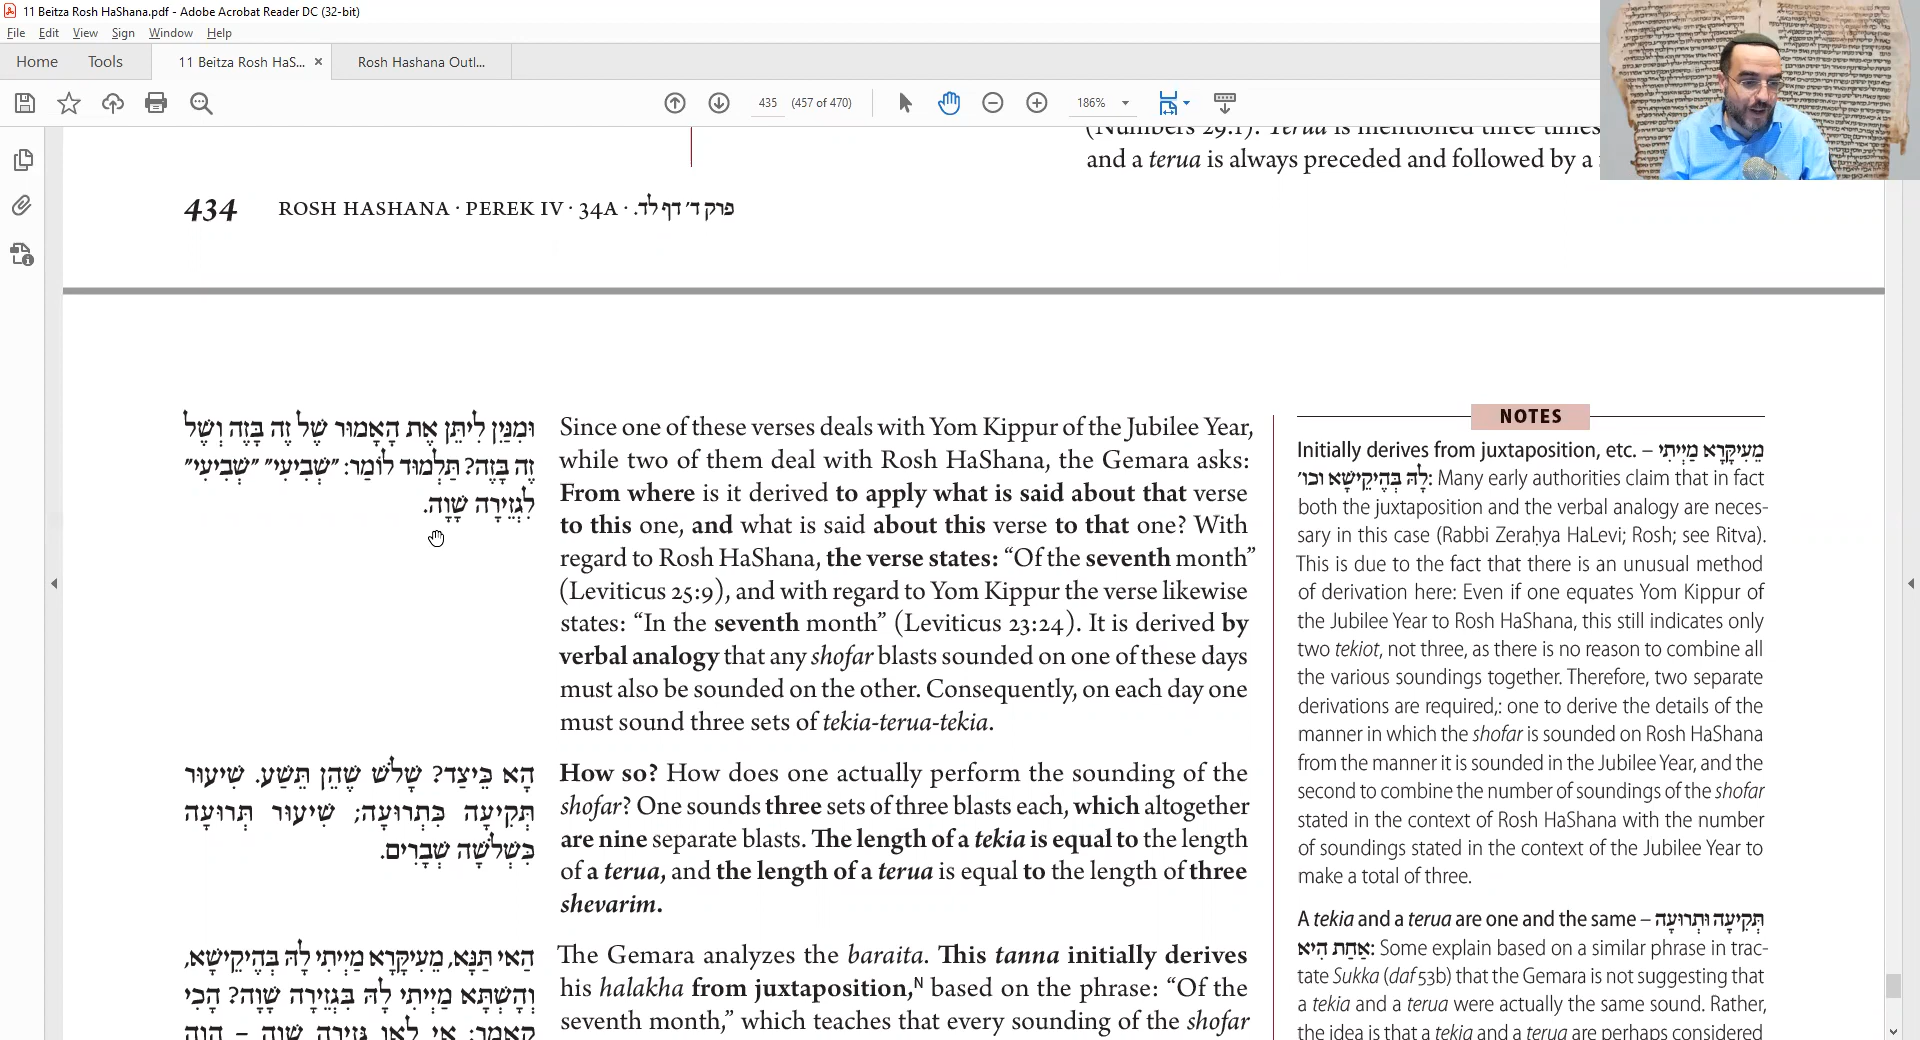 11 Beitza Rosh HaShana.pdf - Adobe Acrobat Reader DC (32-bit)
File Edit View Sign Window Help
Home Tools 11 Beitza Rosh HaS... × Rosh Hashana Outl...
435 (457 of 470) 186%
(Numbers 29:1). Terua is mentioned three times
and a terua is always preceded and followed by a
434 ROSH HASHANA · PEREK IV · 34A · פרק ד׳ דף לד.
וּמִנַּיִן לִיתֵּן אֶת הָאָמוּר שֶׁל זֶה בָּזֶה וְשֶׁל
זֶה בָּזֶה? תַּלְמוּד לוֹמַר: ״שְׁבִיעִי״ ״שְׁבִיעִי״
לִגְזֵירָה שָׁוָה.
Since one of these verses deals with Yom Kippur of the Jubilee Year,
while two of them deal with Rosh HaShana, the Gemara asks:
From where is it derived to apply what is said about that verse
to this one, and what is said about this verse to that one? With
regard to Rosh HaShana, the verse states: “Of the seventh month”
(Leviticus 25:9), and with regard to Yom Kippur the verse likewise
states: “In the seventh month” (Leviticus 23:24). It is derived by
verbal analogy that any shofar blasts sounded on one of these days
must also be sounded on the other. Consequently, on each day one
must sound three sets of tekia-terua-tekia.
הָא כֵּיצַד? שָׁלֹשׁ שֶׁהֵן תֵּשַׁע. שִׁיעוּר
תְּקִיעָה כִּתְרוּעָה; שִׁיעוּר תְּרוּעָה
כִּשְׁלֹשָׁה שְׁבָרִים.
How so? How does one actually perform the sounding of the
shofar? One sounds three sets of three blasts each, which altogether
are nine separate blasts. The length of a tekia is equal to the length
of a terua, and the length of a terua is equal to the length of three
shevarim.
הַאי תַּנָּא, מֵעִיקָּרָא מַיְיתֵי לָהּ בְּהֶיקֵישָׁא,
וְהָשְׁתָּא מַיְיתֵי לָהּ בִּגְזֵירָה שָׁוָה? הָכִי
קָאָמַר: אִי לָאו גְּזֵירָה שָׁוָה – הֲוָה
The Gemara analyzes the baraita. This tanna initially derives
his halakha from juxtaposition,N based on the phrase: “Of the
seventh month,” which teaches that every sounding of the shofar
NOTES
Initially derives from juxtaposition, etc. – מֵעִיקָּרָא מַיְיתֵי
לָהּ בְּהֶיקֵישָׁא וכו׳: Many early authorities claim that in fact
both the juxtaposition and the verbal analogy are neces-
sary in this case (Rabbi Zeraḥya HaLevi; Rosh; see Ritva).
This is due to the fact that there is an unusual method
of derivation here: Even if one equates Yom Kippur of
the Jubilee Year to Rosh HaShana, this still indicates only
two tekiot, not three, as there is no reason to combine all
the various soundings together. Therefore, two separate
derivations are required,: one to derive the details of the
manner in which the shofar is sounded on Rosh HaShana
from the manner it is sounded in the Jubilee Year, and the
second to combine the number of soundings of the shofar
stated in the context of Rosh HaShana with the number
of soundings stated in the context of the Jubilee Year to
make a total of three.
A tekia and a terua are one and the same – תְּקִיעָה וּתְרוּעָה
אַחַת הִיא: Some explain based on a similar phrase in trac-
tate Sukka (daf 53b) that the Gemara is not suggesting that
a tekia and a terua were actually the same sound. Rather,
the idea is that a tekia and a terua are perhaps considered